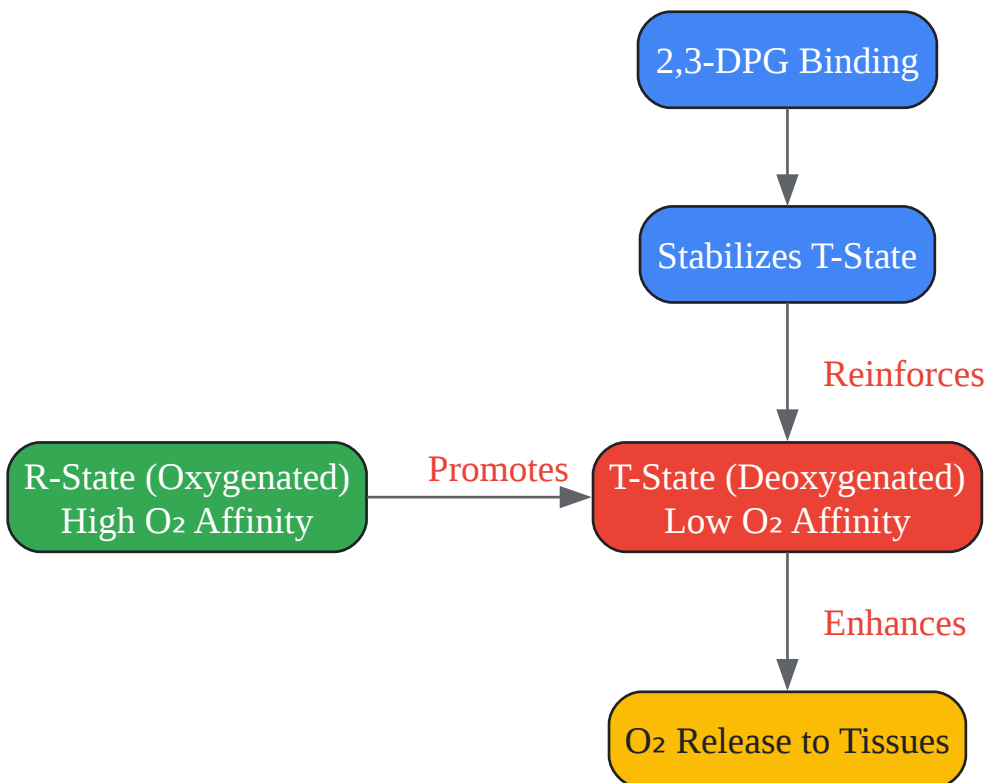 2,3-DPG Binding
Stabilizes T-State
Reinforces
R-State (Oxygenated)
High O₂ Affinity
Promotes
T-State (Deoxygenated)
Low O₂ Affinity
Enhances
O₂ Release to Tissues